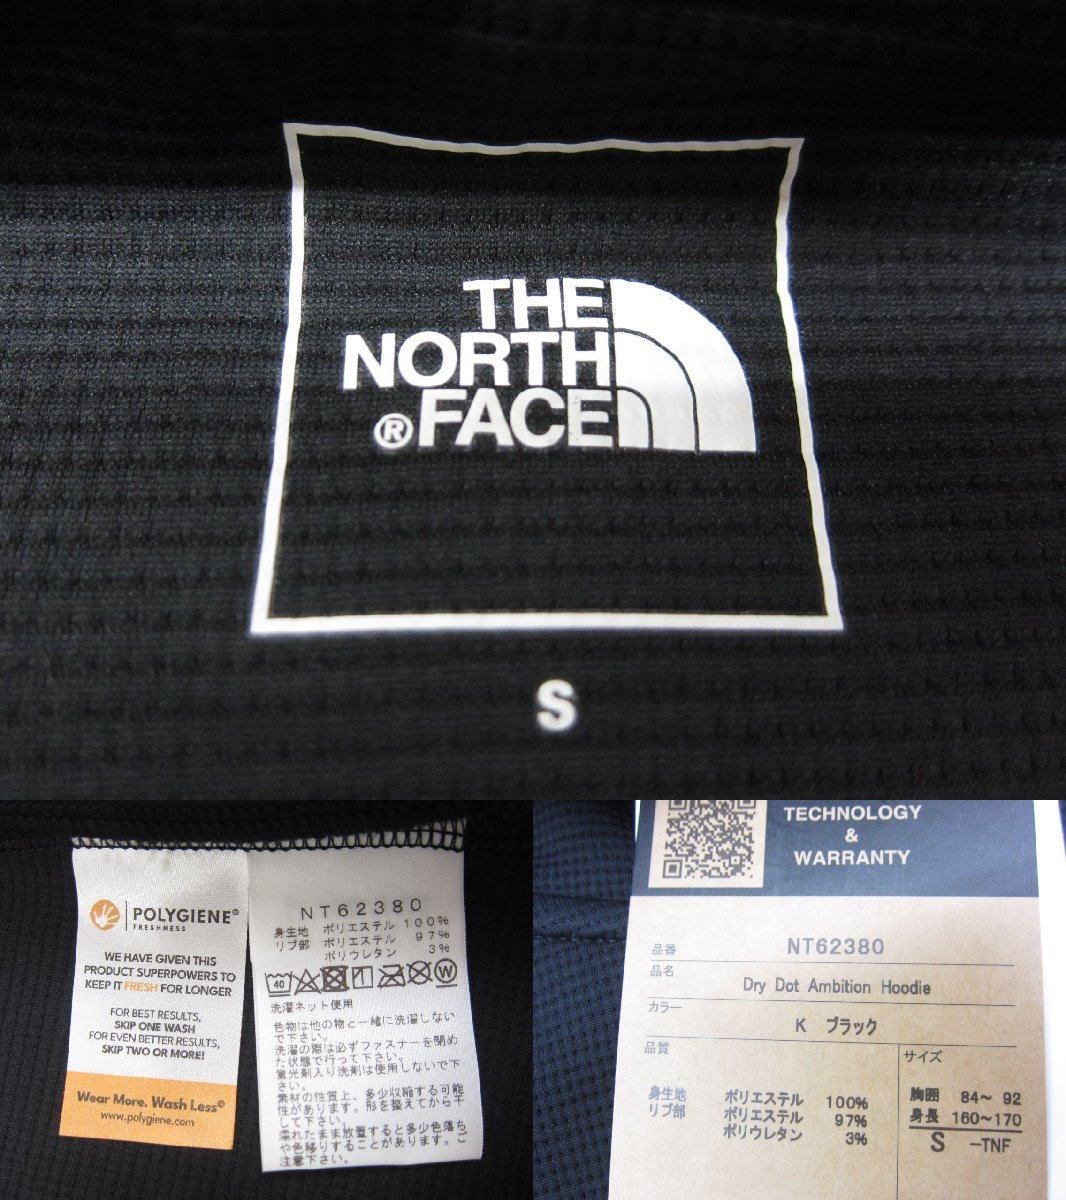 THE
NORTH
® FACE
S
POLYGIENE®
FRESHNESS
WE HAVE GIVEN THIS
PRODUCT SUPERPOWERS TO
KEEP IT FRESH FOR LONGER
FOR BEST RESULTS,
SKIP ONE WASH
FOR EVEN BETTER RESULTS,
SKIP TWO OR MORE!
Wear More. Wash Less®
www.polygiene.com
NT62380
身生地 ポリエステル 100%
リブ部 ポリエステル 97%
ポリウレタン 3%
40
W
洗濯ネット使用
色物は他の物と一緒に洗濯しない
で下さい。
洗濯の際は必ずファスナーを閉め
た状態で行って下さい。
蛍光剤入り洗剤は使用しないで下
さい。
素材の性質上、多少収縮する可能
性があります。形を整えてから干
して下さい。
濡れたまま放置すると多少色落ち
や色移りすることがあります。ご
注意下さい。
TECHNOLOGY
&
WARRANTY
品番 NT62380
品名 Dry Dot Ambition Hoodie
カラー K ブラック
品質
身生地 ポリエステル 100%
リブ部 ポリエステル 97%
ポリウレタン 3%
サイズ
胸囲 84~ 92
身長 160~170
S -TNF